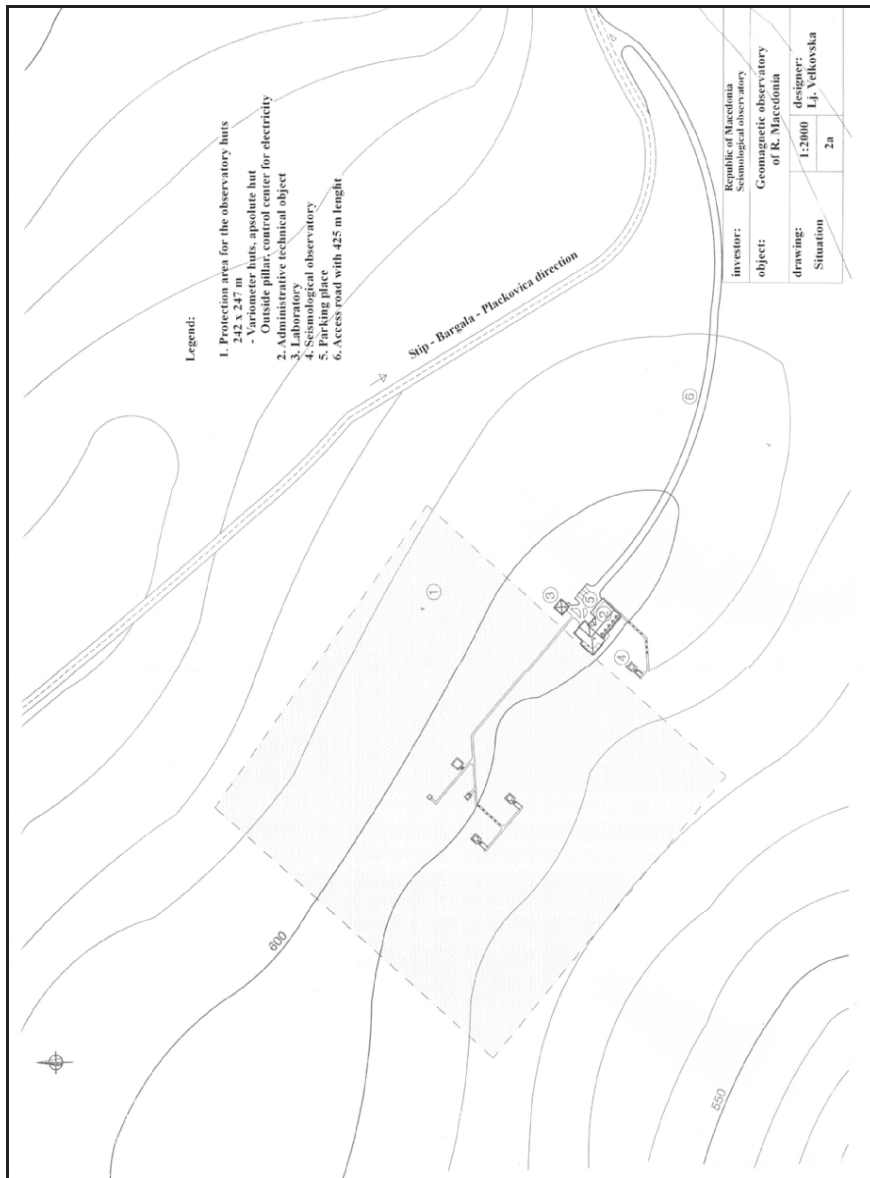 Legend:
1. Protection area for the observatory huts
242 x 247 m
- Variometer huts, apsolute hut
Outside pillar, control center for electricity
2. Administrative technical object
3. Laboratory
4. Seismological observatory
5. Parking place
6. Access road with 425 m lenght
Stip - Bargala - Plackovica direction
1
3
5
2
4
6
600
550
investor:
Republic of Macedonia
Seismological observatory
object:
Geomagnetic observatory
of R. Macedonia
drawing:
Situation
1:2000
2a
designer:
Lj. Velkovska